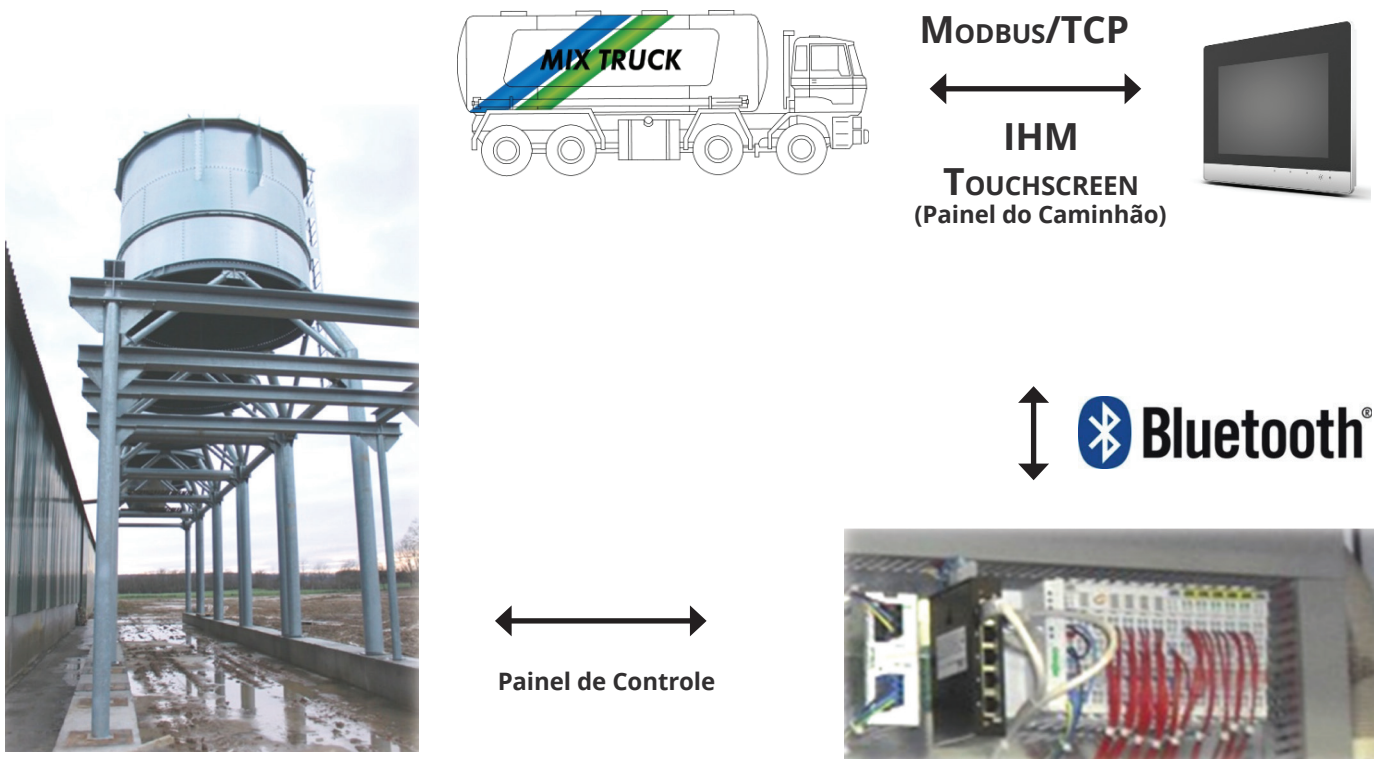 MIX TRUCK
MODBUS/TCP
IHM
TOUCHSCREEN
(Painel do Caminhão)
Bluetooth®
Painel de Controle